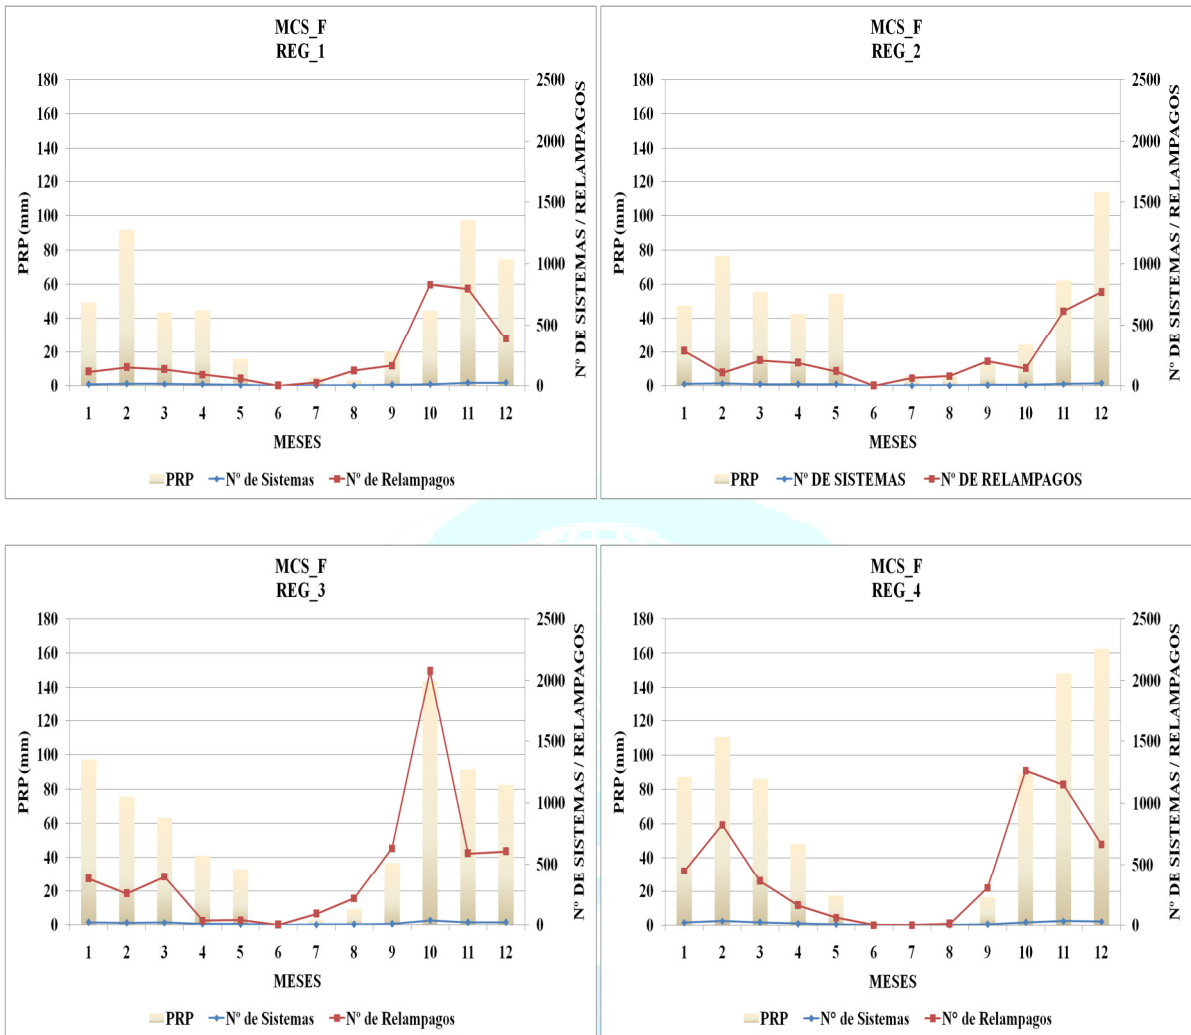 MCS_F
REG_1
180
160
140
120
100
80
60
40
20
0
PRP (mm)
2500
2000
1500
1000
500
0
Nº DE SISTEMAS / RELAMPAGOS
1 2 3 4 5 6 7 8 9 10 11 12
MESES
PRP Nº de Sistemas Nº de Relampagos
MCS_F
REG_2
180
160
140
120
100
80
60
40
20
0
PRP (mm)
2500
2000
1500
1000
500
0
Nº DE SISTEMAS / RELAMPAGOS
1 2 3 4 5 6 7 8 9 10 11 12
MESES
PRP Nº DE SISTEMAS Nº DE RELAMPAGOS
MCS_F
REG_3
180
160
140
120
100
80
60
40
20
0
PRP (mm)
2500
2000
1500
1000
500
0
Nº DE SISTEMAS / RELAMPAGOS
1 2 3 4 5 6 7 8 9 10 11 12
MESES
PRP Nº de Sistemas Nº de Relampagos
MCS_F
REG_4
180
160
140
120
100
80
60
40
20
0
PRP (mm)
2500
2000
1500
1000
500
0
Nº DE SISTEMAS / RELAMPAGOS
1 2 3 4 5 6 7 8 9 10 11 12
MESES
PRP N° de Sistemas N° de Relampagos